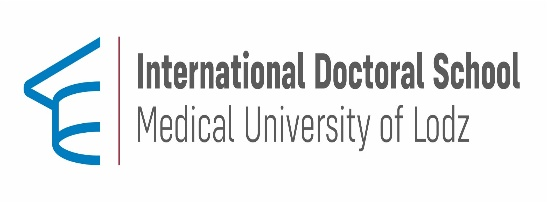 International Doctoral School
Medical University of Lodz